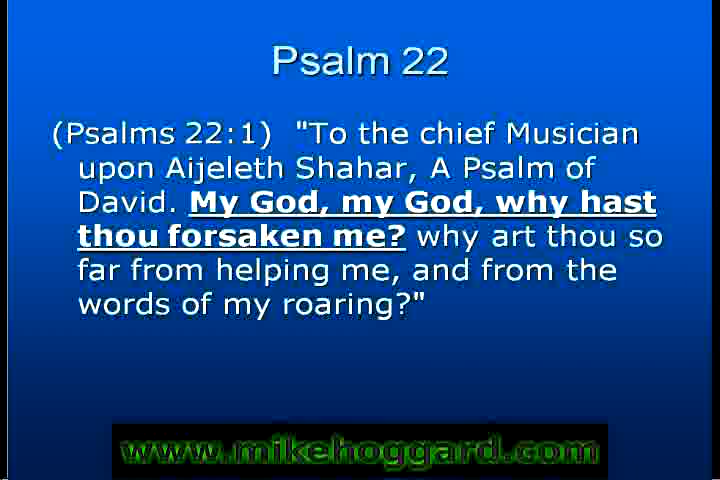 Psalm 22
(Psalms 22:1)  "To the chief Musician
upon Aijeleth Shahar, A Psalm of
David. My God, my God, why hast
thou forsaken me? why art thou so
far from helping me, and from the
words of my roaring?"
www.mikehoggard.com